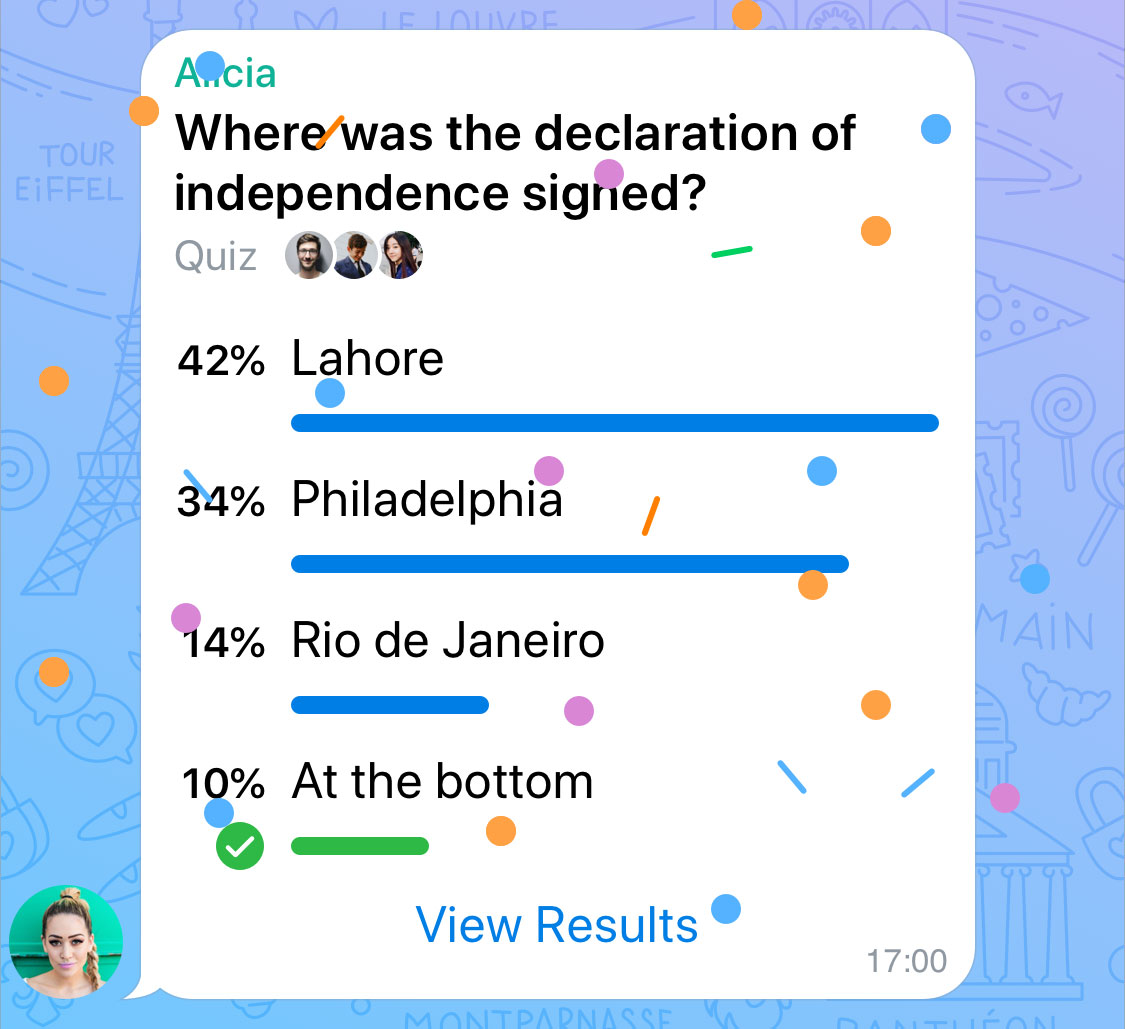 LE LOUVRE
Alicia
Where was the declaration of
independence signed?
TOUR
EiFFEL
Quiz
42% Lahore
34% Philadelphia
14% Rio de Janeiro
MAiN
10% At the bottom
View Results
17:00
MONTPARNASSE
PANTHÉON